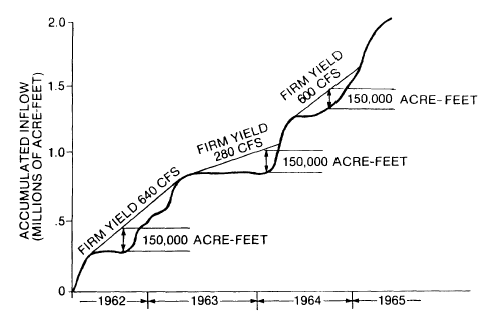 2.0
1.5
1.0
.5
0
ACCUMULATED INFLOW
(MILLIONS OF ACRE-FEET)
FIRM YIELD 640 CFS
150,000 ACRE-FEET
FIRM YIELD
280 CFS
150,000 ACRE-FEET
FIRM YIELD
600 CFS
150,000 ACRE-FEET
1962
1963
1964
1965